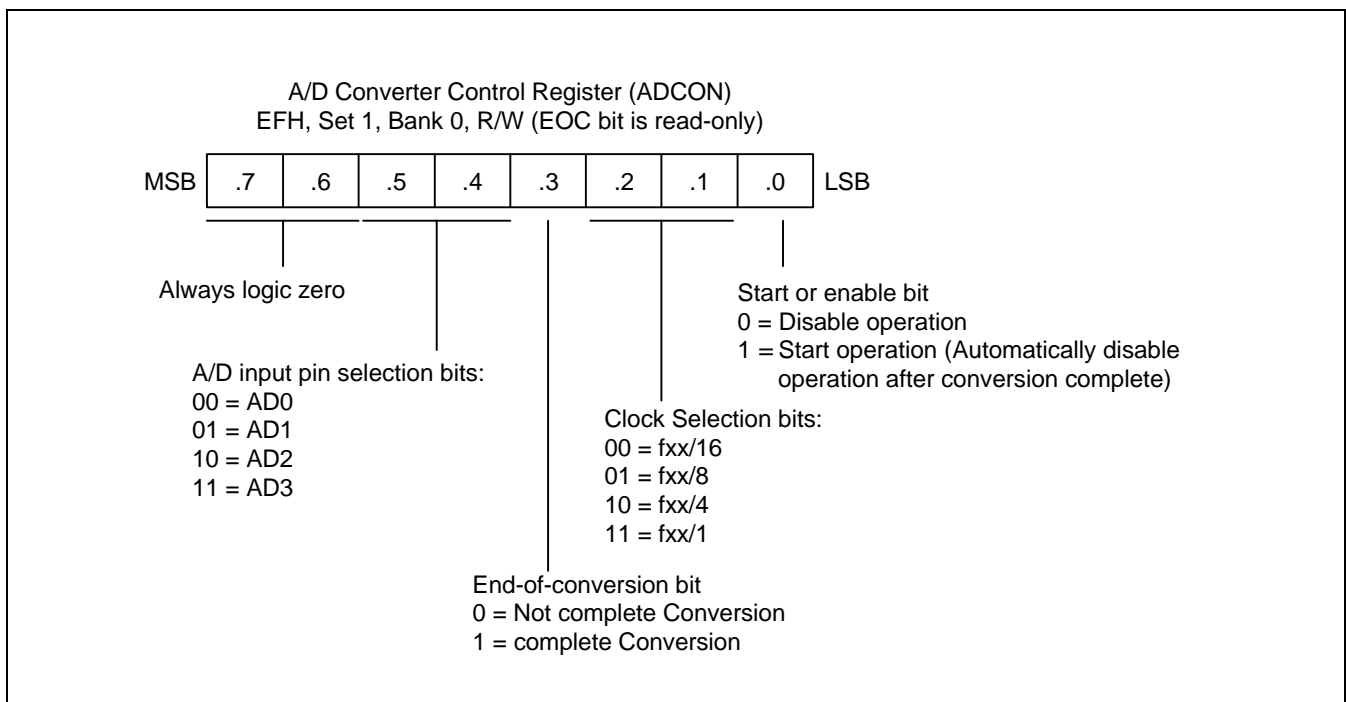 A/D Converter Control Register (ADCON)
EFH, Set 1, Bank 0, R/W (EOC bit is read-only)
MSB .7 .6 .5 .4 .3 .2 .1 .0 LSB
Always logic zero
A/D input pin selection bits:
00 = AD0
01 = AD1
10 = AD2
11 = AD3
End-of-conversion bit
0 = Not complete Conversion
1 = complete Conversion
Clock Selection bits:
00 = fxx/16
01 = fxx/8
10 = fxx/4
11 = fxx/1
Start or enable bit
0 = Disable operation
1 = Start operation (Automatically disable
operation after conversion complete)